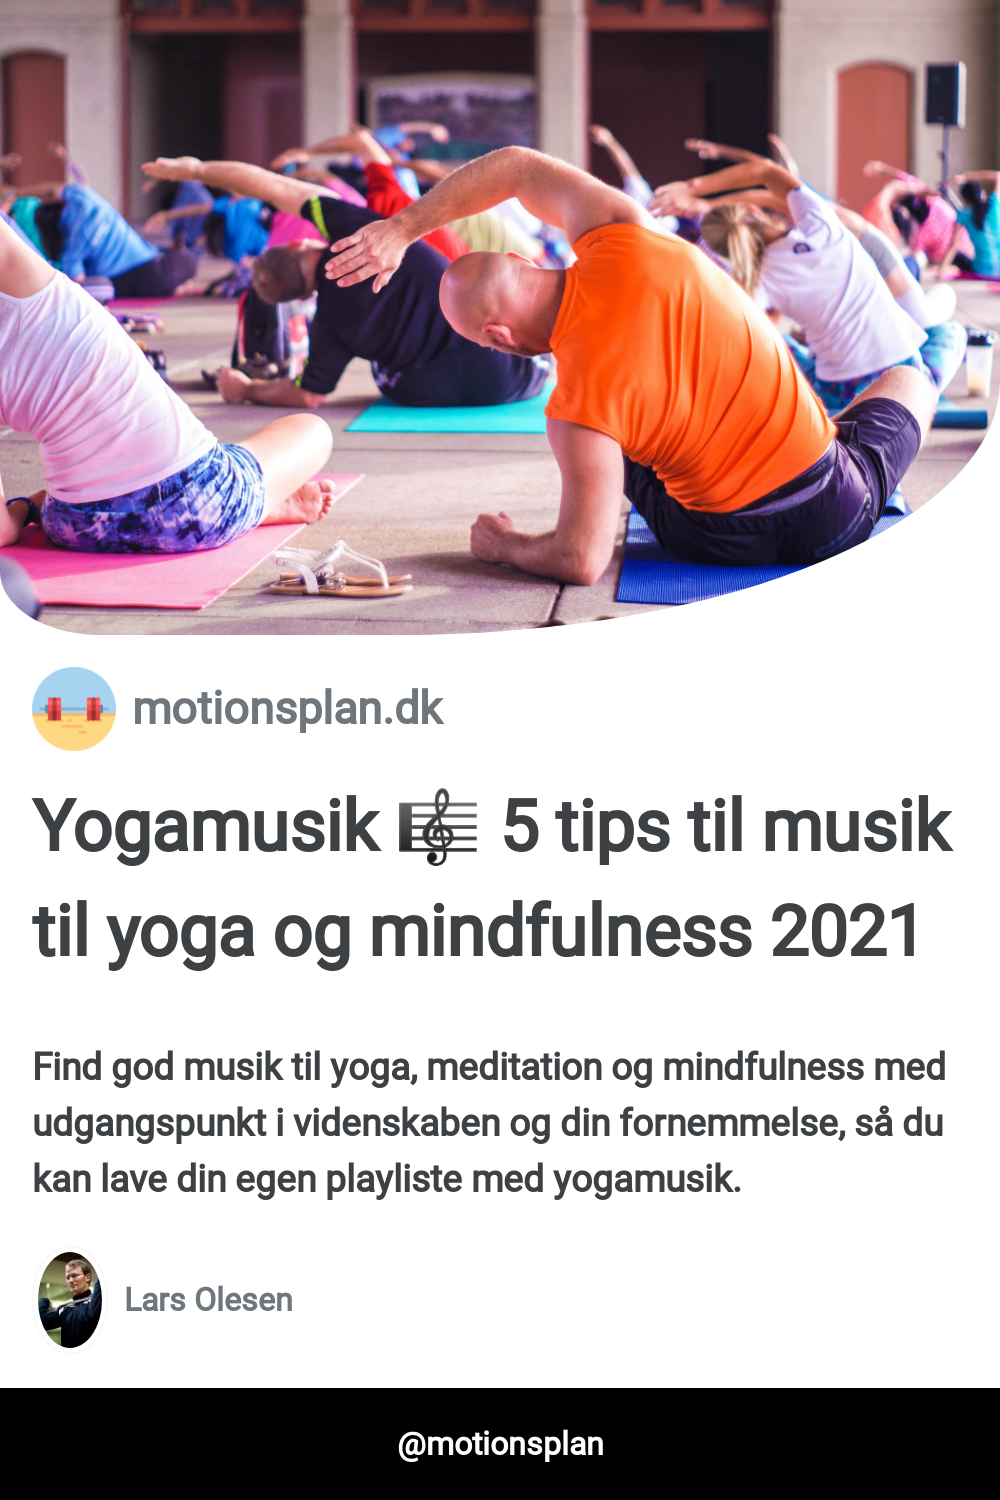 motionsplan.dk
Yogamusik 🎼 5 tips til musik
til yoga og mindfulness 2021
Find god musik til yoga, meditation og mindfulness med
udgangspunkt i videnskaben og din fornemmelse, så du
kan lave din egen playliste med yogamusik.
Lars Olesen
@motionsplan